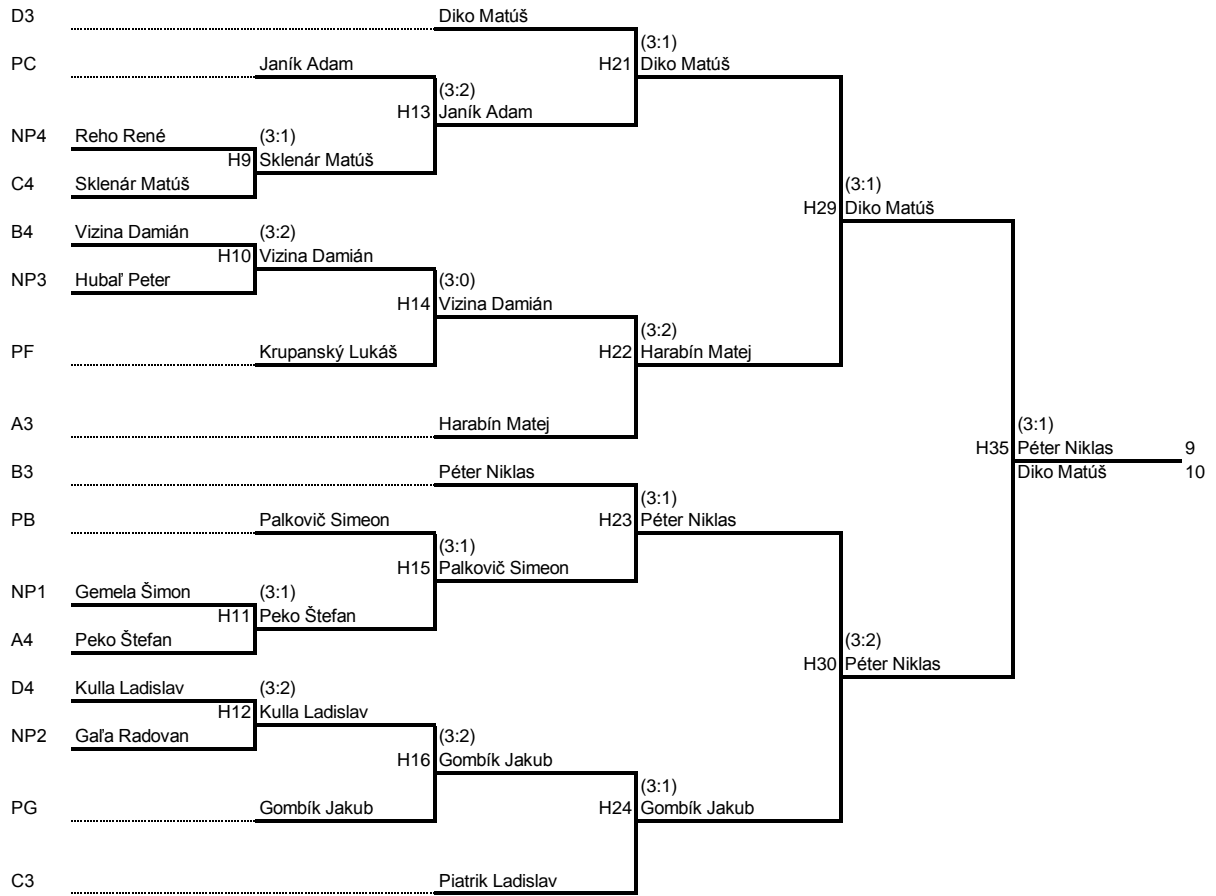 D3 Diko Matúš
(3:1)
PC Janík Adam H21 Diko Matúš
(3:2)
H13 Janík Adam
NP4 Reho René (3:1)
H9 Sklenár Matúš
C4 Sklenár Matúš (3:1)
H29 Diko Matúš
B4 Vizina Damián (3:2)
H10 Vizina Damián
NP3 Hubaľ Peter (3:0)
H14 Vizina Damián
(3:2)
PF Krupanský Lukáš H22 Harabín Matej
A3 Harabín Matej (3:1)
H35 Péter Niklas 9
B3 Péter Niklas Diko Matúš 10
(3:1)
PB Palkovič Simeon H23 Péter Niklas
(3:1)
H15 Palkovič Simeon
NP1 Gemela Šimon (3:1)
H11 Peko Štefan
A4 Peko Štefan (3:2)
H30 Péter Niklas
D4 Kulla Ladislav (3:2)
H12 Kulla Ladislav
NP2 Gaľa Radovan (3:2)
H16 Gombík Jakub
(3:1)
PG Gombík Jakub H24 Gombík Jakub
C3 Piatrik Ladislav